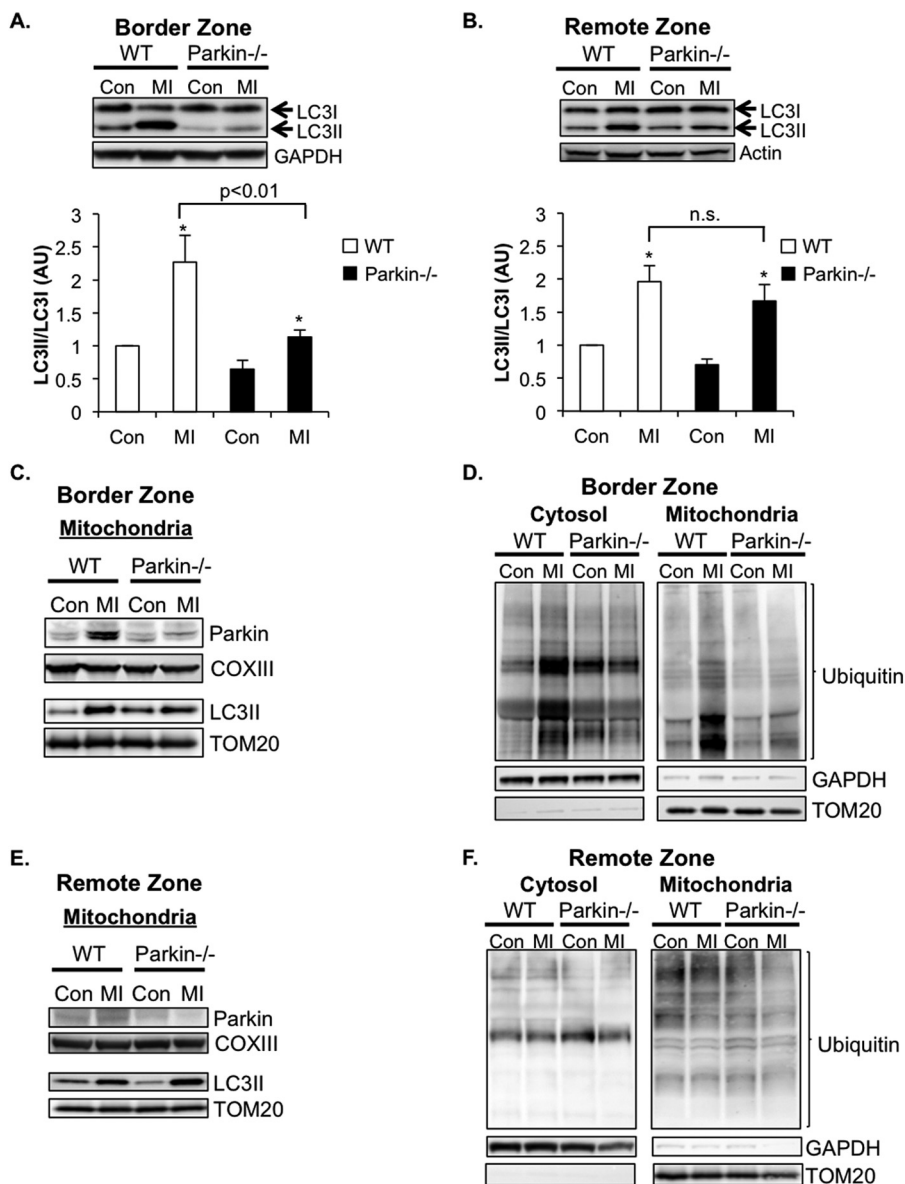 A.
Border Zone
WT Parkin-/-
Con MI Con MI
LC3I
LC3II
GAPDH
p<0.01
LC3II/LC3I (AU)
3
2.5
2
1.5
1
0.5
0
*
*
WT
Parkin-/-
Con MI Con MI
B.
Remote Zone
WT Parkin-/-
Con MI Con MI
LC3I
LC3II
Actin
n.s.
LC3II/LC3I (AU)
3
2.5
2
1.5
1
0.5
0
*
*
WT
Parkin-/-
Con MI Con MI
C.
Border Zone
Mitochondria
WT Parkin-/-
Con MI Con MI
Parkin
COXIII
LC3II
TOM20
D.
Border Zone
Cytosol Mitochondria
WT Parkin-/- WT Parkin-/-
Con MI Con MI Con MI Con MI
Ubiquitin
GAPDH
TOM20
E.
Remote Zone
Mitochondria
WT Parkin-/-
Con MI Con MI
Parkin
COXIII
LC3II
TOM20
F.
Remote Zone
Cytosol Mitochondria
WT Parkin-/- WT Parkin-/-
Con MI Con MI Con MI Con MI
Ubiquitin
GAPDH
TOM20